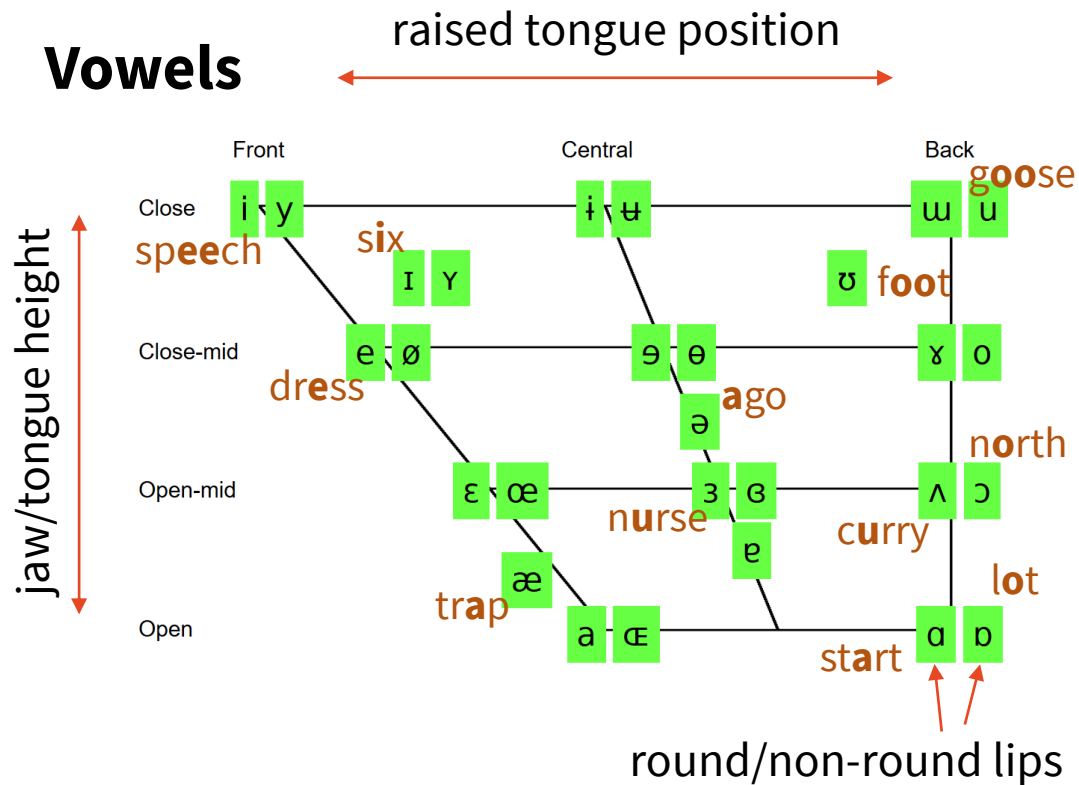 raised tongue position
Vowels
Front Central Back
goose
Close i y ɨ ʉ ɯ u
speech six
ɪ ʏ ʊ foot
jaw/tongue height
Close-mid e ø ɘ ɵ ɤ o
dress ago
ə
north
Open-mid ɛ œ ɜ ɞ ʌ ɔ
nurse curry
ɐ
æ lot
trap
Open a ɶ ɑ ɒ
start
round/non-round lips